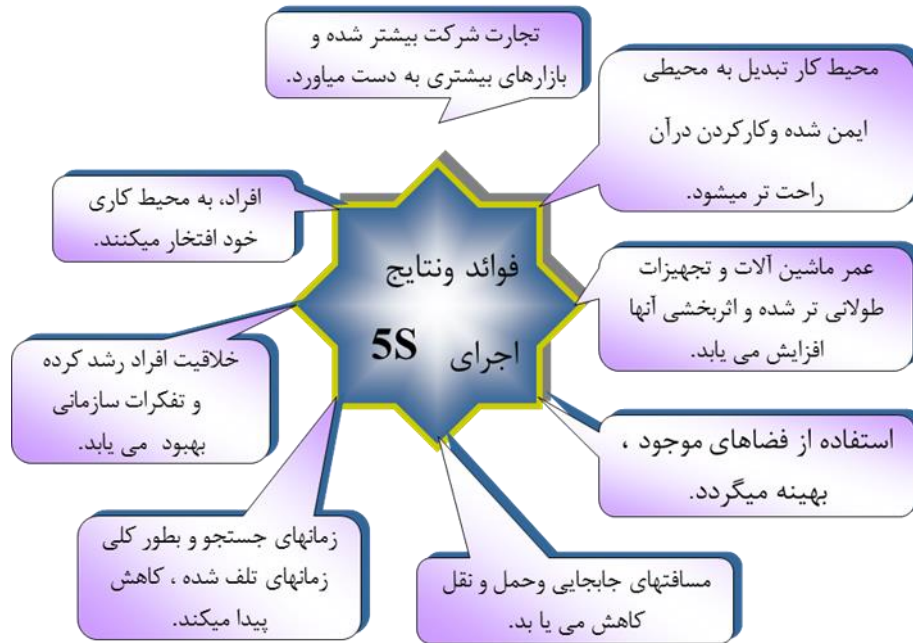 تجارت شرکت بیشتر شده و
بازارهای بیشتری به دست میاورد.
محیط کار تبدیل به محیطی
ایمن شده وکارکردن درآن
راحت تر میشود.
افراد، به محیط کاری
خود افتخار میکنند.
فوائد ونتایج
اجرای 5S
عمر ماشین آلات و تجهیزات
طولانی تر شده و اثربخشی آنها
افزایش می یابد.
خلاقیت افراد رشد کرده
و تفکرات سازمانی
بهبود می یابد.
استفاده از فضاهای موجود ،
بهینه میگردد.
زمانهای جستجو و بطور کلی
زمانهای تلف شده ، کاهش
پیدا میکند.
مسافتهای جابجایی وحمل و نقل
کاهش می یا بد.